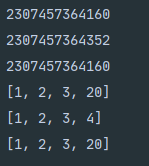 2307457364160
2307457364352
2307457364160
[1, 2, 3, 20]
[1, 2, 3, 4]
[1, 2, 3, 20]